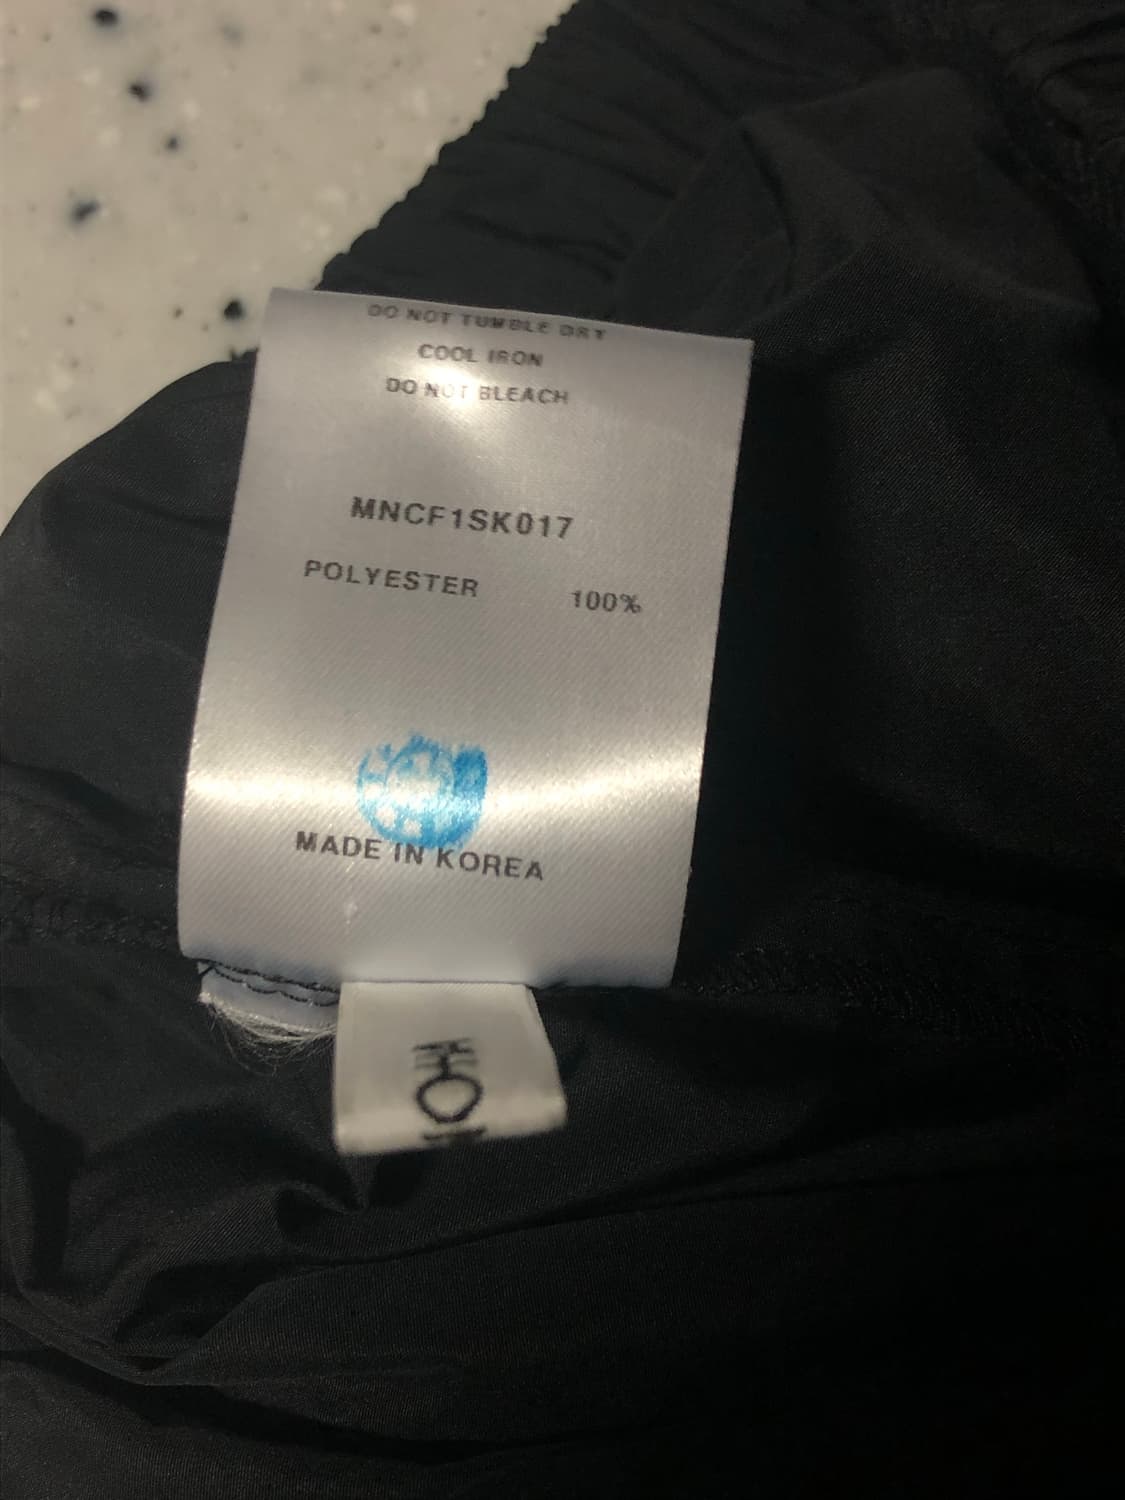 DO NOT TUMBLE DRY
COOL IRON
DO NOT BLEACH
MNCF1SK017
POLYESTER 100%
MADE IN KOREA